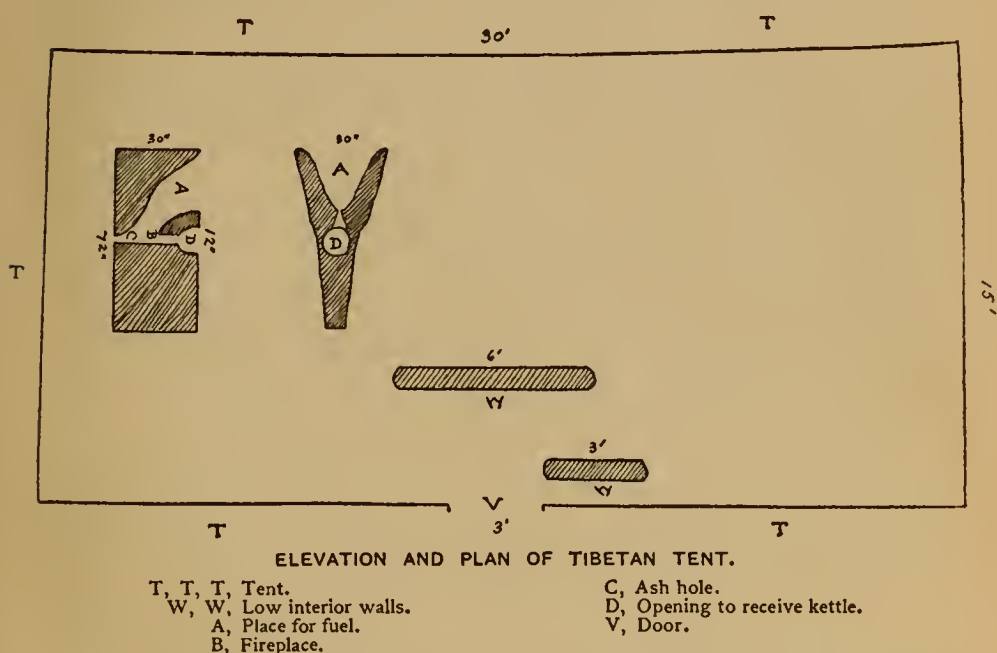 T 30' T
30" 30"
A A
C B D 12" D
72"
T 15'
6'
W
3'
W
V
T 3' T
ELEVATION AND PLAN OF TIBETAN TENT.
T, T, T, Tent.
W, W, Low interior walls.
A, Place for fuel.
B, Fireplace.
C, Ash hole.
D, Opening to receive kettle.
V, Door.